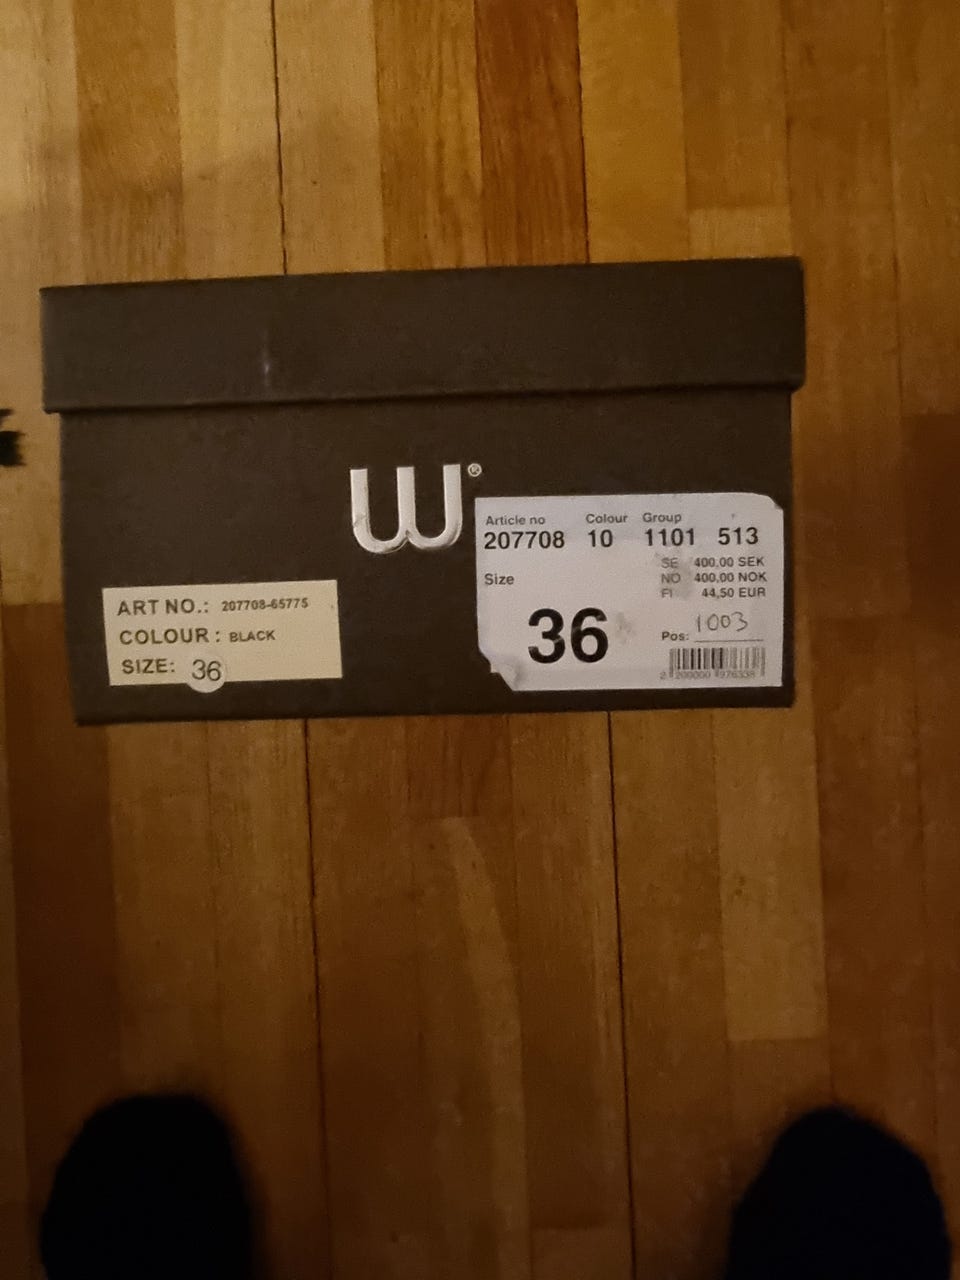 W®
Article no Colour Group
207708 10 1101 513
SE 400,00 SEK
Size NO 400,00 NOK
FI 44,50 EUR
36
Pos: 1003
ART NO.: 207708-65775
COLOUR : BLACK
SIZE: 36